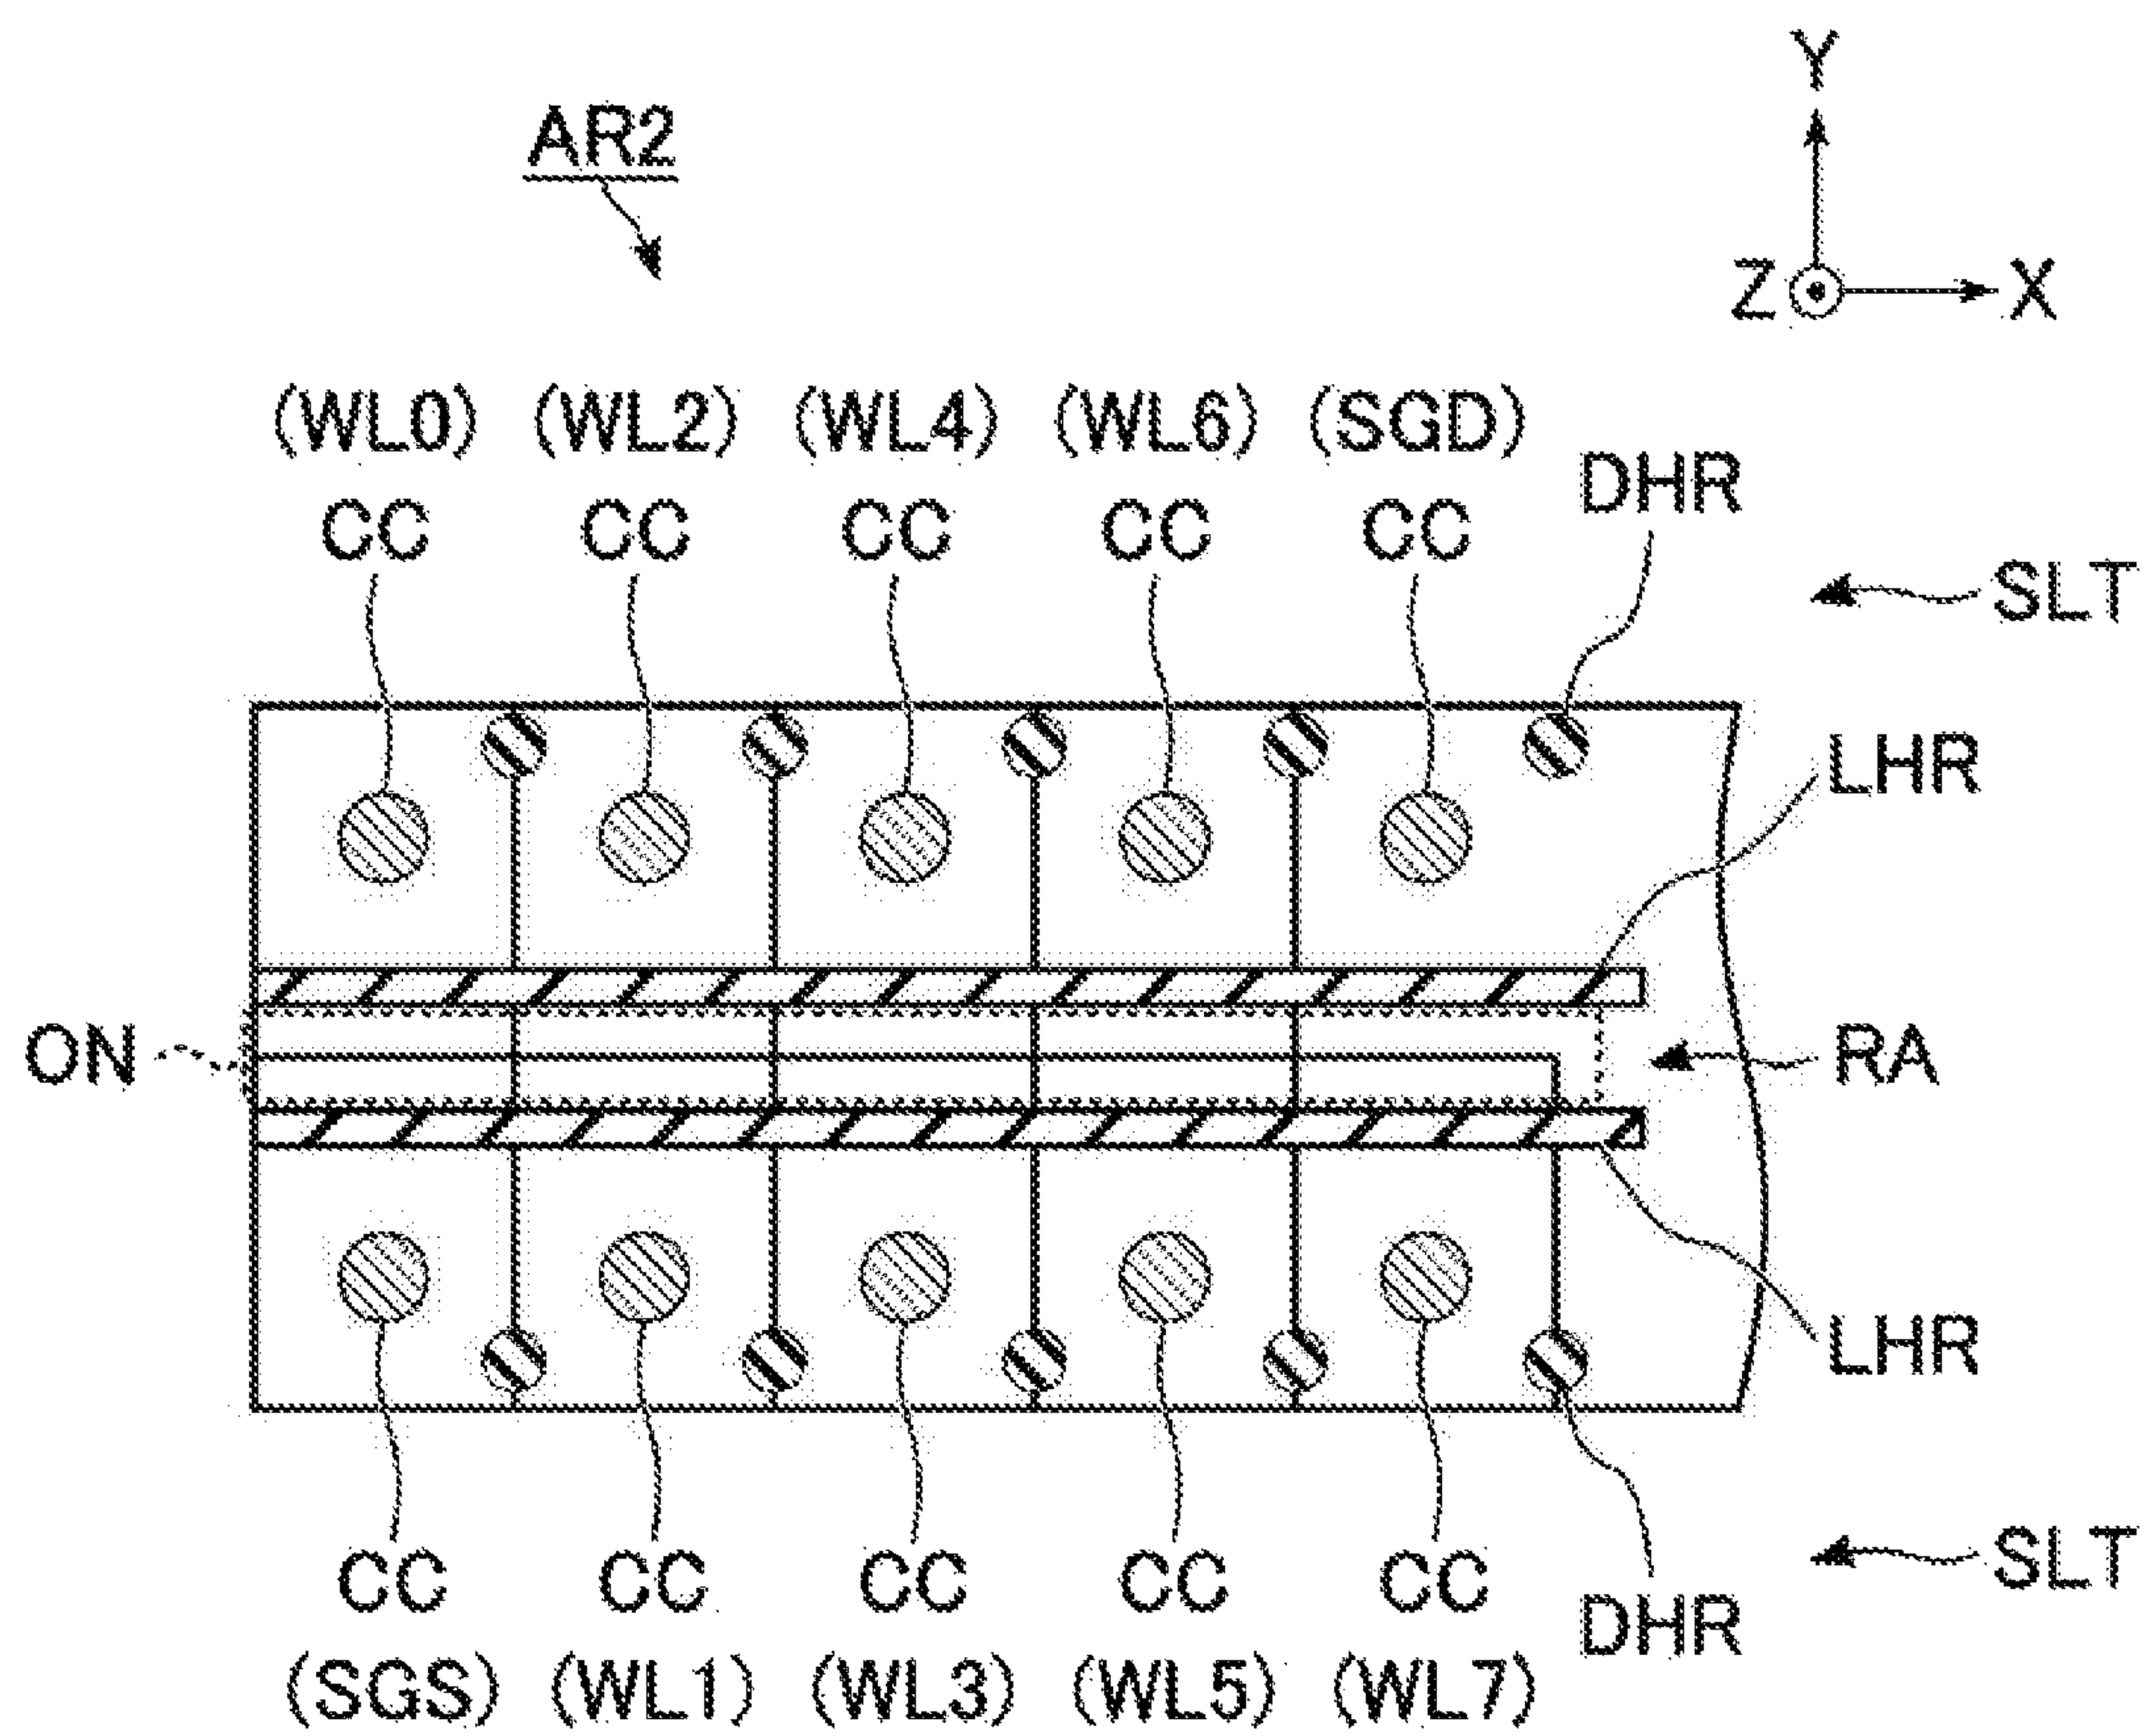 Y
AR2
Z X
(WL0) (WL2) (WL4) (WL6) (SGD)
DHR
CC CC CC CC CC
SLT
LHR
ON
RA
LHR
CC CC CC CC CC
SLT
DHR
(SGS) (WL1) (WL3) (WL5) (WL7)